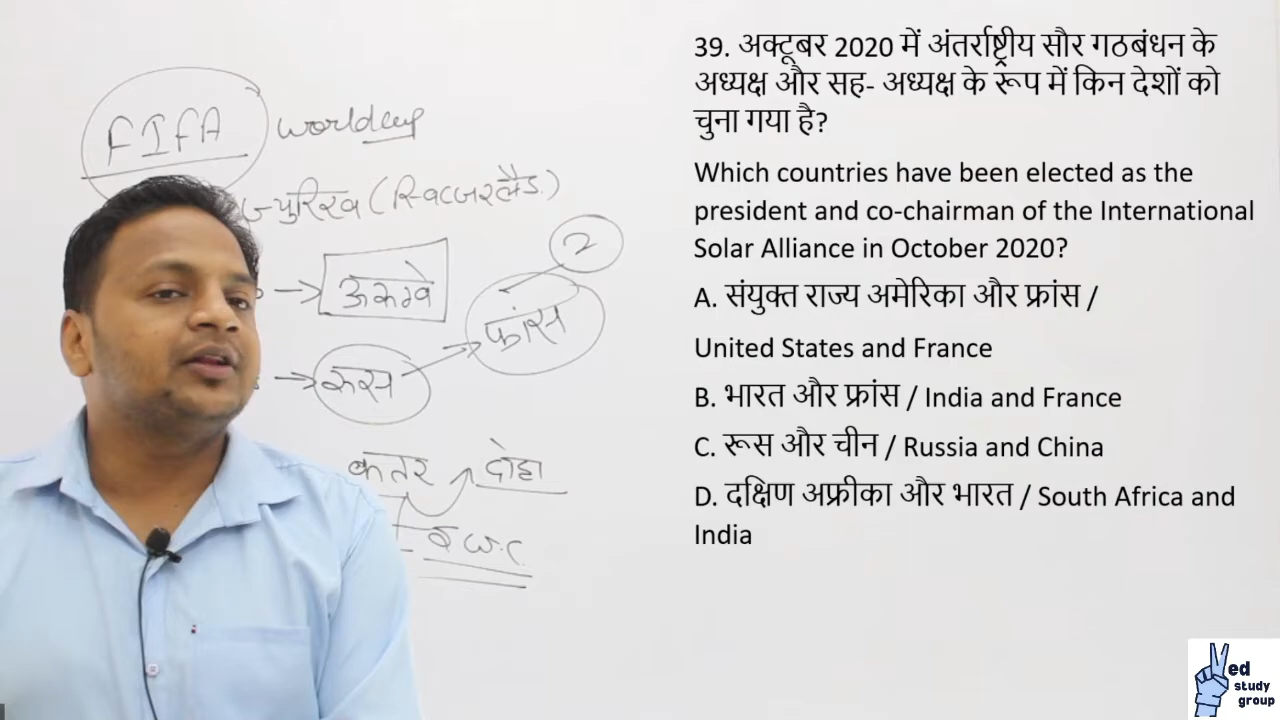 FIFA worldcup
ज्युरिख (स्विटजरलैंड)
2
उरुग्वे
फ्रांस
रूस
कतर दोहा
W.C.
39. अक्टूबर 2020 में अंतर्राष्ट्रीय सौर गठबंधन के
अध्यक्ष और सह- अध्यक्ष के रूप में किन देशों को
चुना गया है?
Which countries have been elected as the
president and co-chairman of the International
Solar Alliance in October 2020?
A. संयुक्त राज्य अमेरिका और फ्रांस /
United States and France
B. भारत और फ्रांस / India and France
C. रूस और चीन / Russia and China
D. दक्षिण अफ्रीका और भारत / South Africa and
India
Ved
study
group